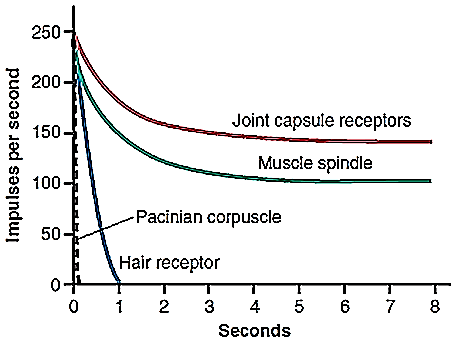 250
200
150
100
50
0
Impulses per second
Joint capsule receptors
Muscle spindle
Pacinian corpuscle
Hair receptor
0 1 2 3 4 5 6 7 8
Seconds